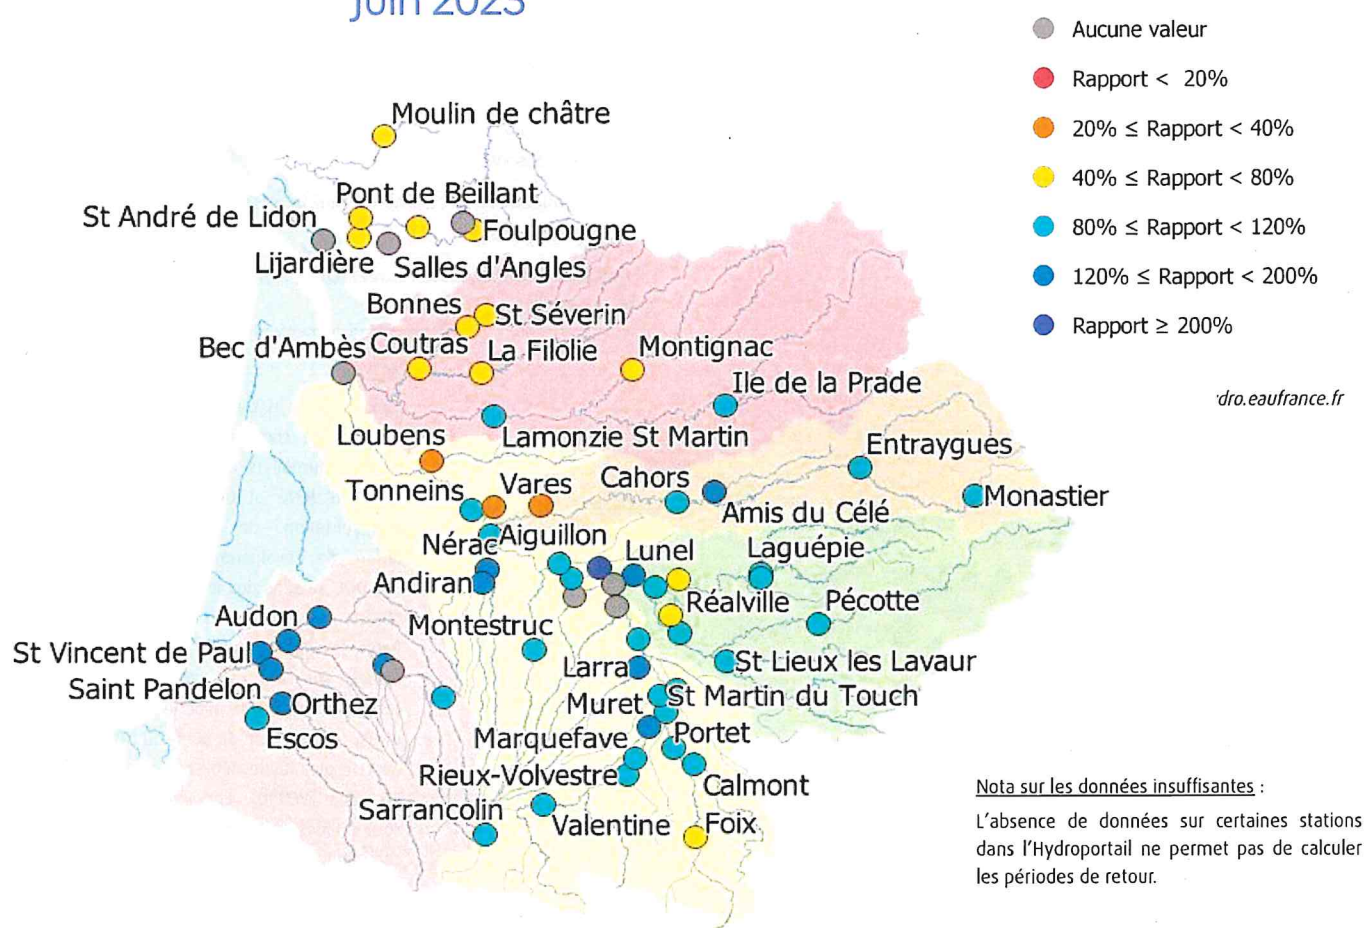 Juin 2023
Aucune valeur
Rapport < 20%
20% ≤ Rapport < 40%
40% ≤ Rapport < 80%
80% ≤ Rapport < 120%
120% ≤ Rapport < 200%
Rapport ≥ 200%
dro.eaufrance.fr
Moulin de châtre
Pont de Beillant
St André de Lidon
Foulpougne
Lijardière
Salles d'Angles
Bonnes
St Séverin
Bec d'Ambès
Coutras
La Filolie
Montignac
Ile de la Prade
Loubens
Lamonzie St Martin
Entraygues
Tonneins
Vares
Cahors
Monastier
Amis du Célé
Aiguillon
Nérac
Lunel
Laguépie
Andiran
Réalville
Pécotte
Audon
Montestruc
St Vincent de Paul
Larra
St Lieux les Lavaur
Saint Pandelon
Orthez
Muret
St Martin du Touch
Escos
Marquefave
Portet
Rieux-Volvestre
Calmont
Sarrancolin
Valentine
Foix
Nota sur les données insuffisantes :
L'absence de données sur certaines stations
dans l'Hydroportail ne permet pas de calculer
les périodes de retour.